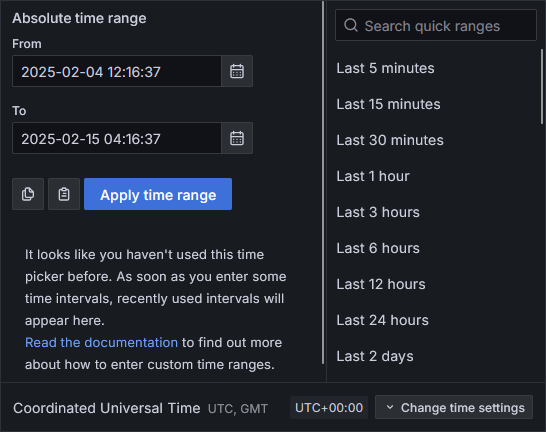 Absolute time range
From
2025-02-04 12:16:37
To
2025-02-15 04:16:37
Apply time range
It looks like you haven't used this time
picker before. As soon as you enter some
time intervals, recently used intervals will
appear here.
Read the documentation to find out more
about how to enter custom time ranges.
Search quick ranges
Last 5 minutes
Last 15 minutes
Last 30 minutes
Last 1 hour
Last 3 hours
Last 6 hours
Last 12 hours
Last 24 hours
Last 2 days
Coordinated Universal Time UTC, GMT UTC+00:00 Change time settings